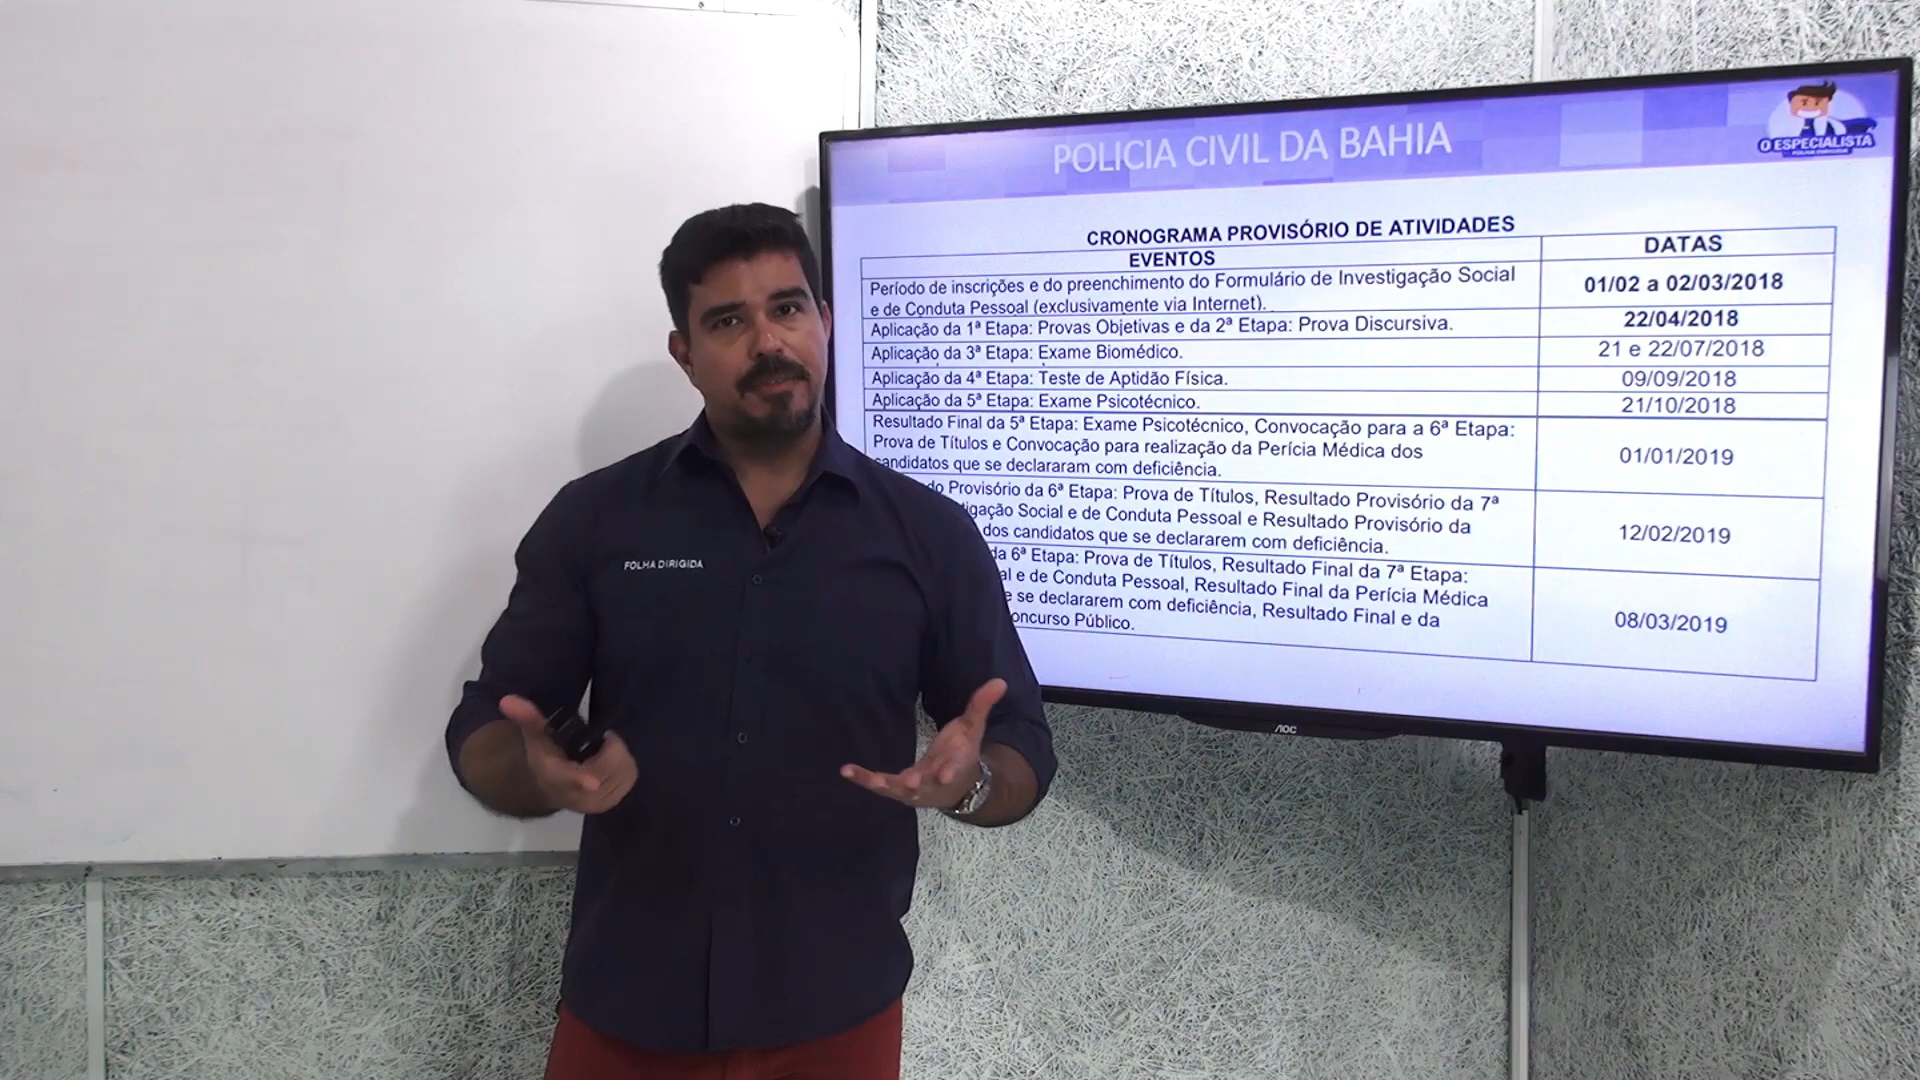 POLICIA CIVIL DA BAHIA
O ESPECIALISTA
FOLHA DIRIGIDA
CRONOGRAMA PROVISÓRIO DE ATIVIDADES
EVENTOS
DATAS
Período de inscrições e do preenchimento do Formulário de Investigação Social
e de Conduta Pessoal (exclusivamente via Internet).
01/02 a 02/03/2018
Aplicação da 1ª Etapa: Provas Objetivas e da 2ª Etapa: Prova Discursiva.
22/04/2018
Aplicação da 3ª Etapa: Exame Biomédico.
21 e 22/07/2018
Aplicação da 4ª Etapa: Teste de Aptidão Física.
09/09/2018
Aplicação da 5ª Etapa: Exame Psicotécnico.
21/10/2018
Resultado Final da 5ª Etapa: Exame Psicotécnico, Convocação para a 6ª Etapa:
Prova de Títulos e Convocação para realização da Perícia Médica dos
candidatos que se declararam com deficiência.
01/01/2019
do Provisório da 6ª Etapa: Prova de Títulos, Resultado Provisório da 7ª
igação Social e de Conduta Pessoal e Resultado Provisório da
dos candidatos que se declararem com deficiência.
12/02/2019
da 6ª Etapa: Prova de Títulos, Resultado Final da 7ª Etapa:
al e de Conduta Pessoal, Resultado Final da Perícia Médica
e se declararem com deficiência, Resultado Final e da
oncurso Público.
08/03/2019
FOLHA DIRIGIDA
AOC